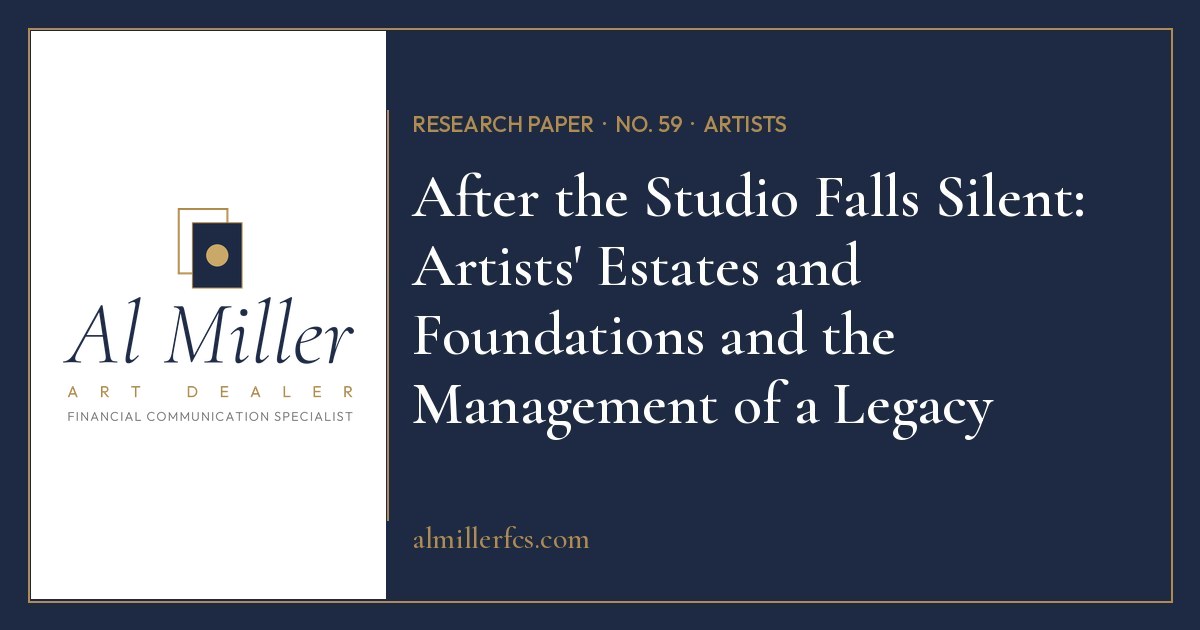 Al Miller
ART DEALER
FINANCIAL COMMUNICATION SPECIALIST
RESEARCH PAPER · NO. 59 · ARTISTS
After the Studio Falls Silent:
Artists' Estates and
Foundations and the
Management of a Legacy
almillerfcs.com